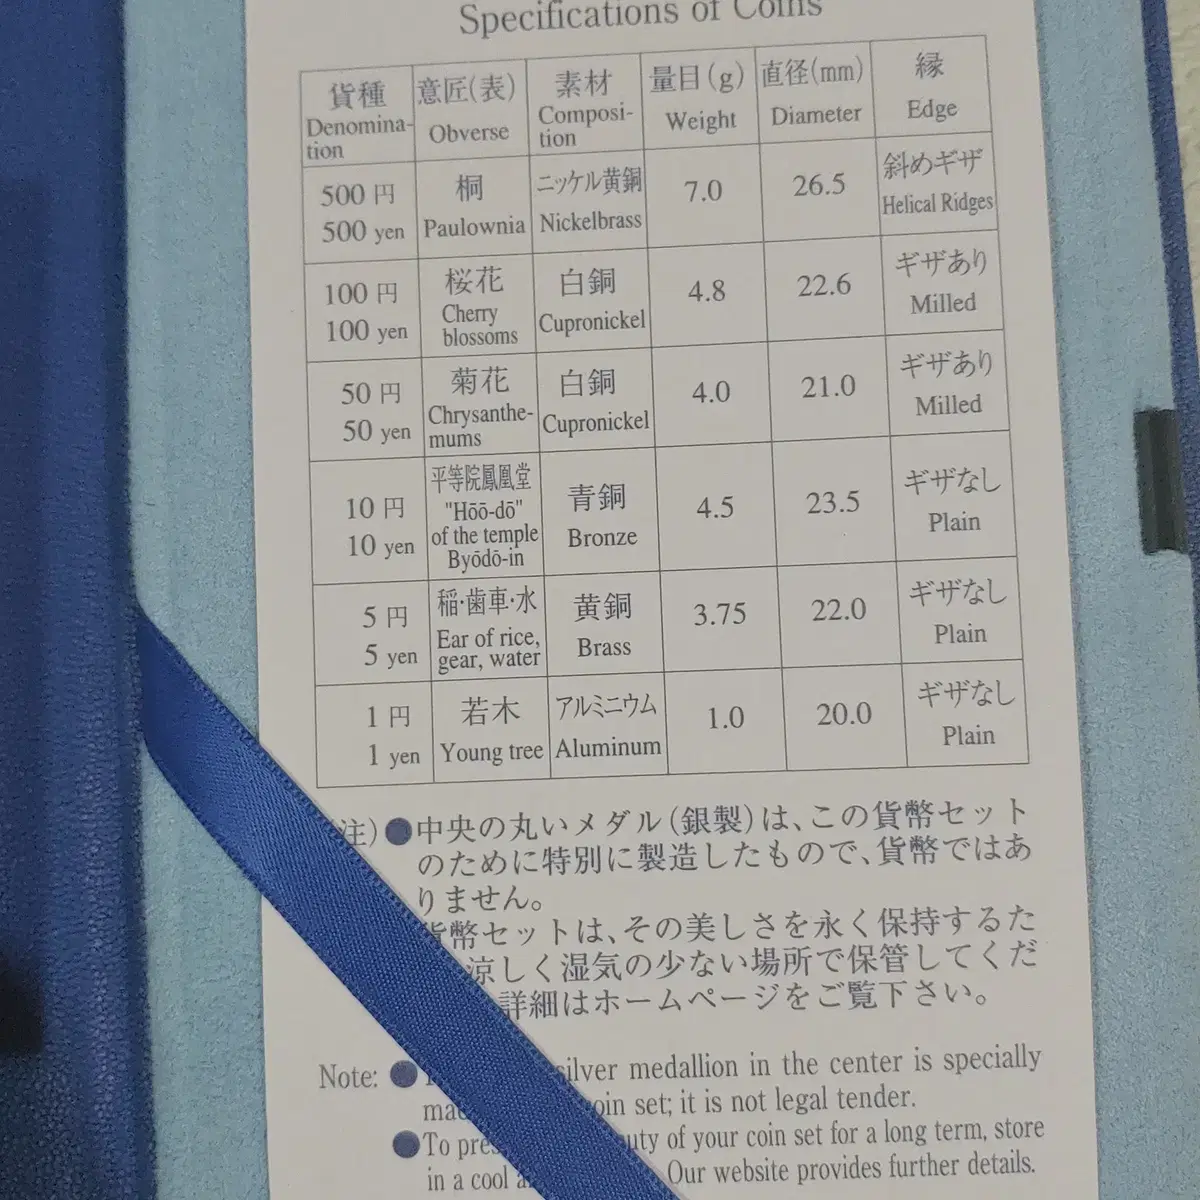 Specifications of Coins
貨種 意匠(表) 素材 量目(g) 直径(mm) 縁
Denomina-tion Obverse Composi-tion Weight Diameter Edge
500円 桐 ニッケル黄銅 7.0 26.5 斜めギザ
500 yen Paulownia Nickelbrass Helical Ridges
100円 桜花 白銅 4.8 22.6 ギザあり
100 yen Cherry blossoms Cupronickel Milled
50円 菊花 白銅 4.0 21.0 ギザあり
50 yen Chrysanthe-mums Cupronickel Milled
10円 平等院鳳凰堂 青銅 4.5 23.5 ギザなし
10 yen "Hōō-dō" of the temple Byōdō-in Bronze Plain
5円 稲・歯車・水 黄銅 3.75 22.0 ギザなし
5 yen Ear of rice, gear, water Brass Plain
1円 若木 アルミニウム 1.0 20.0 ギザなし
1 yen Young tree Aluminum Plain
注)●中央の丸いメダル(銀製)は、この貨幣セット
のために特別に製造したもので、貨幣ではあ
りません。
貨幣セットは、その美しさを永く保持するた
涼しく湿気の少ない場所で保管してくだ
詳細はホームページをご覧下さい。
Note: ● silver medallion in the center is specially
coin set; it is not legal tender.
●To of your coin set for a long term, store
in a cool Our website provides further details.